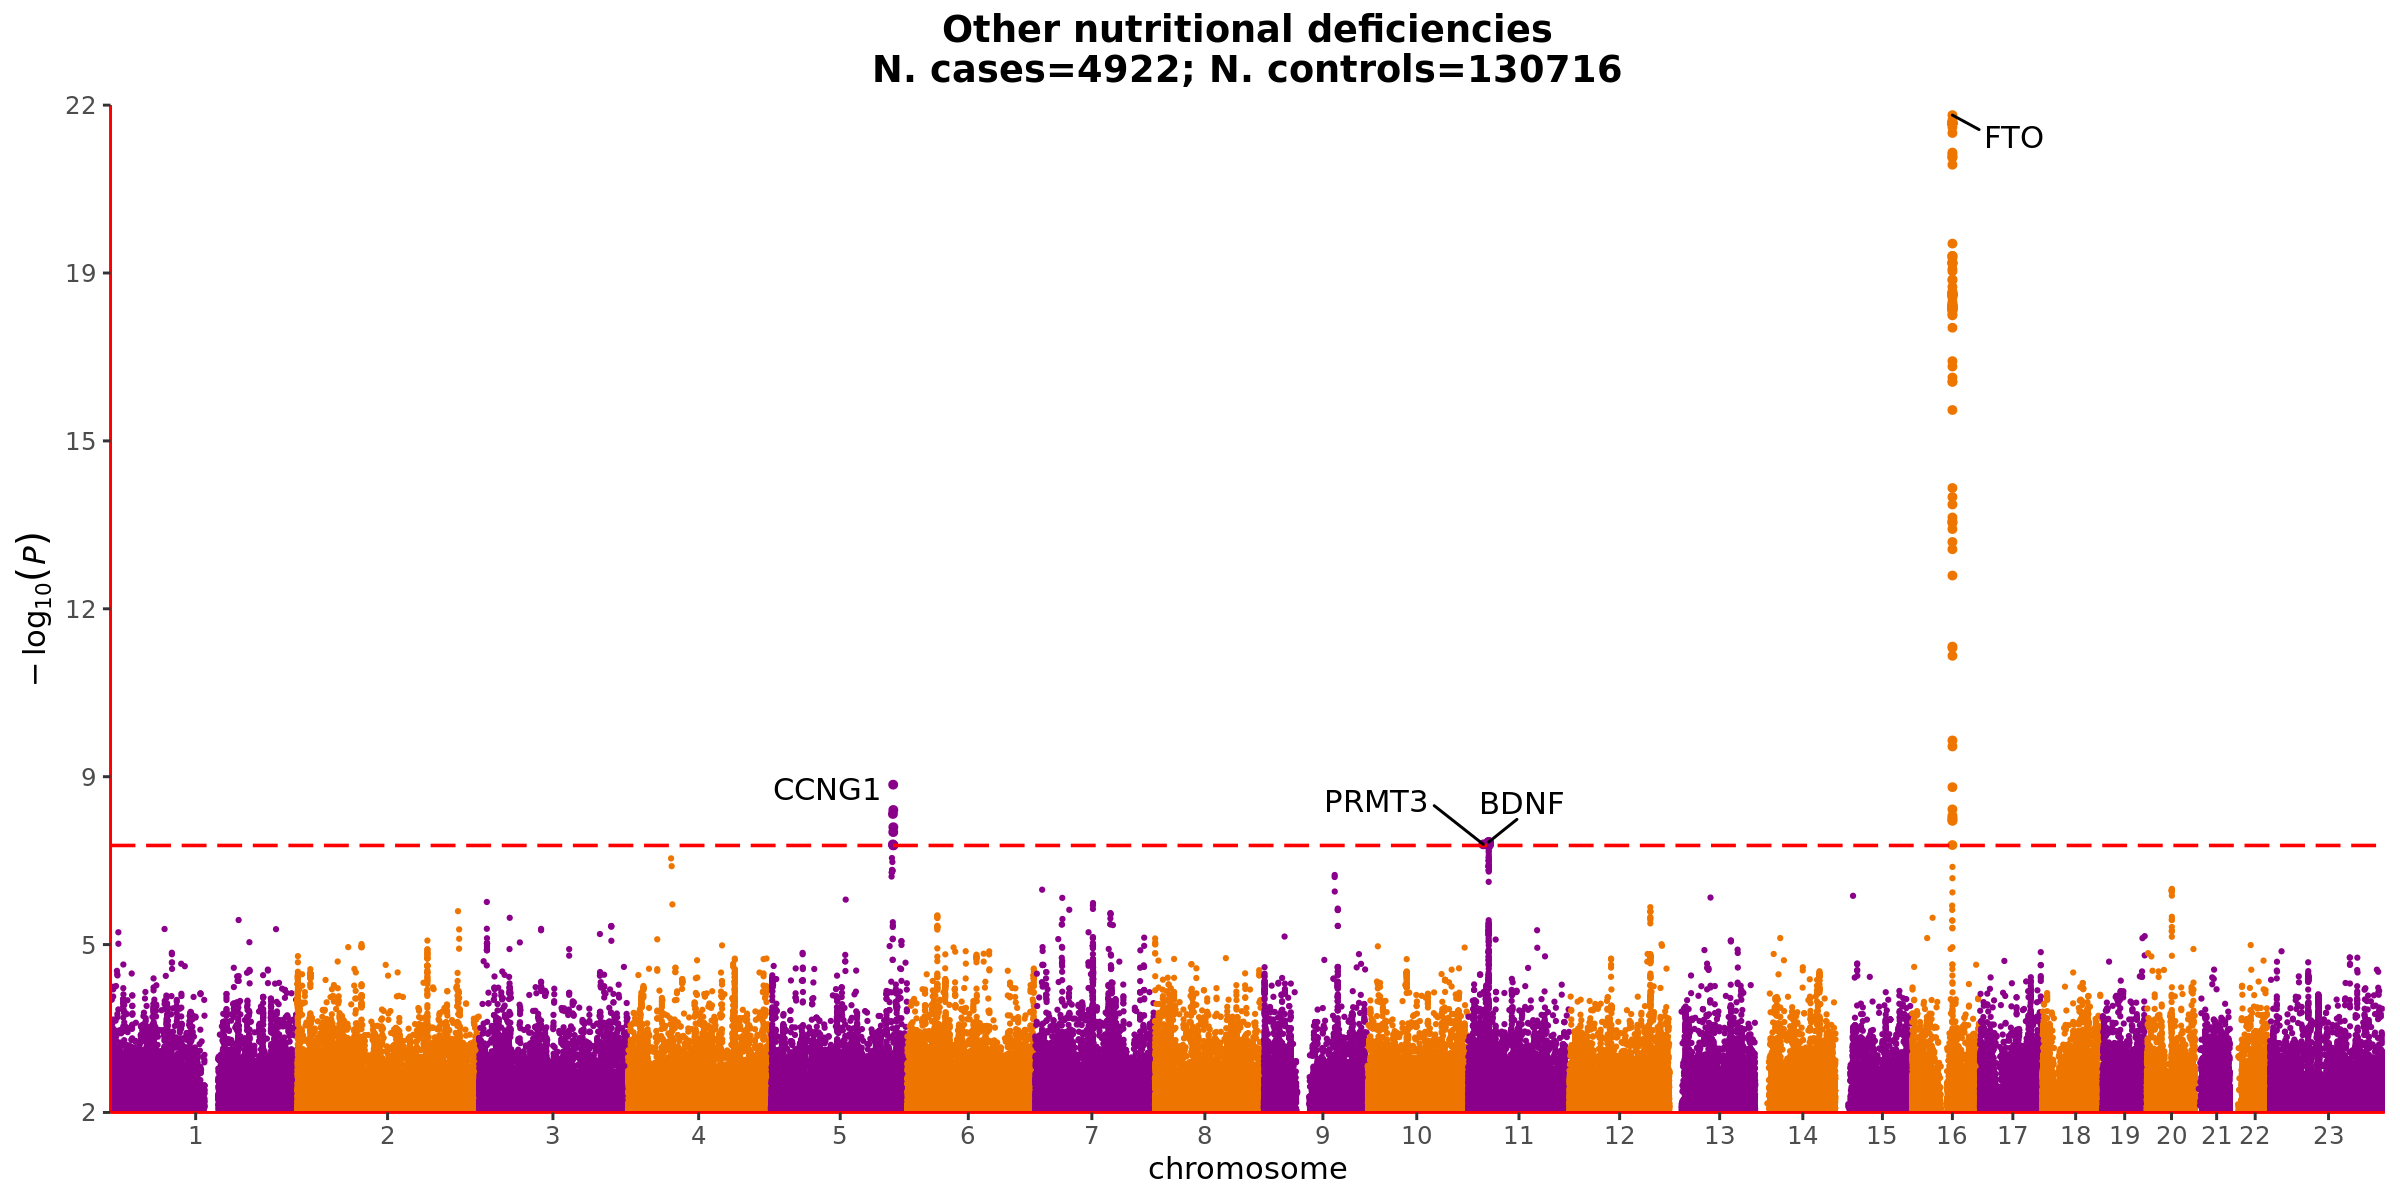 Other nutritional deficiencies
N. cases=4922; N. controls=130716
22
19
15
12
9
5
2
−log10(P)
FTO
CCNG1
PRMT3
BDNF
1 2 3 4 5 6 7 8 9 10 11 12 13 14 15 16 17 18 19 20 21 22 23
chromosome